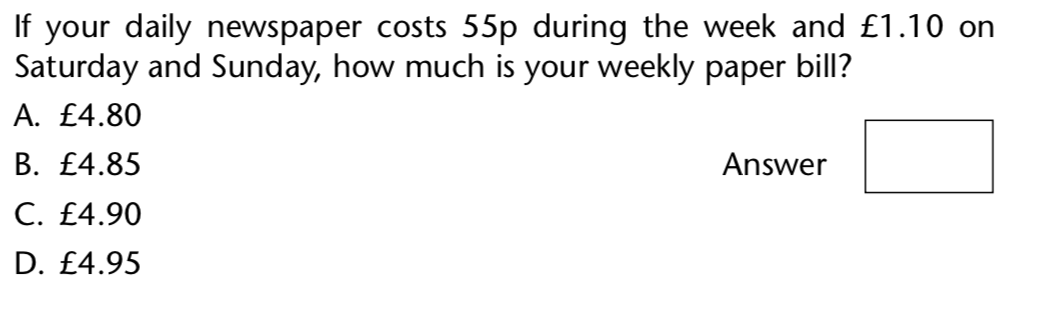 If your daily newspaper costs 55p during the week and £1.10 on
Saturday and Sunday, how much is your weekly paper bill?
A. £4.80
B. £4.85
Answer
C. £4.90
D. £4.95